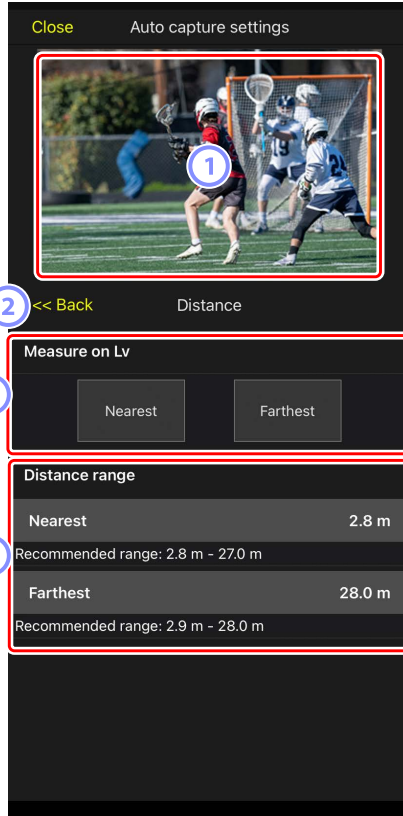 Close Auto capture settings
1
2 << Back Distance
Measure on Lv
Nearest Farthest
Distance range
Nearest 2.8 m
Recommended range: 2.8 m - 27.0 m
Farthest 28.0 m
Recommended range: 2.9 m - 28.0 m